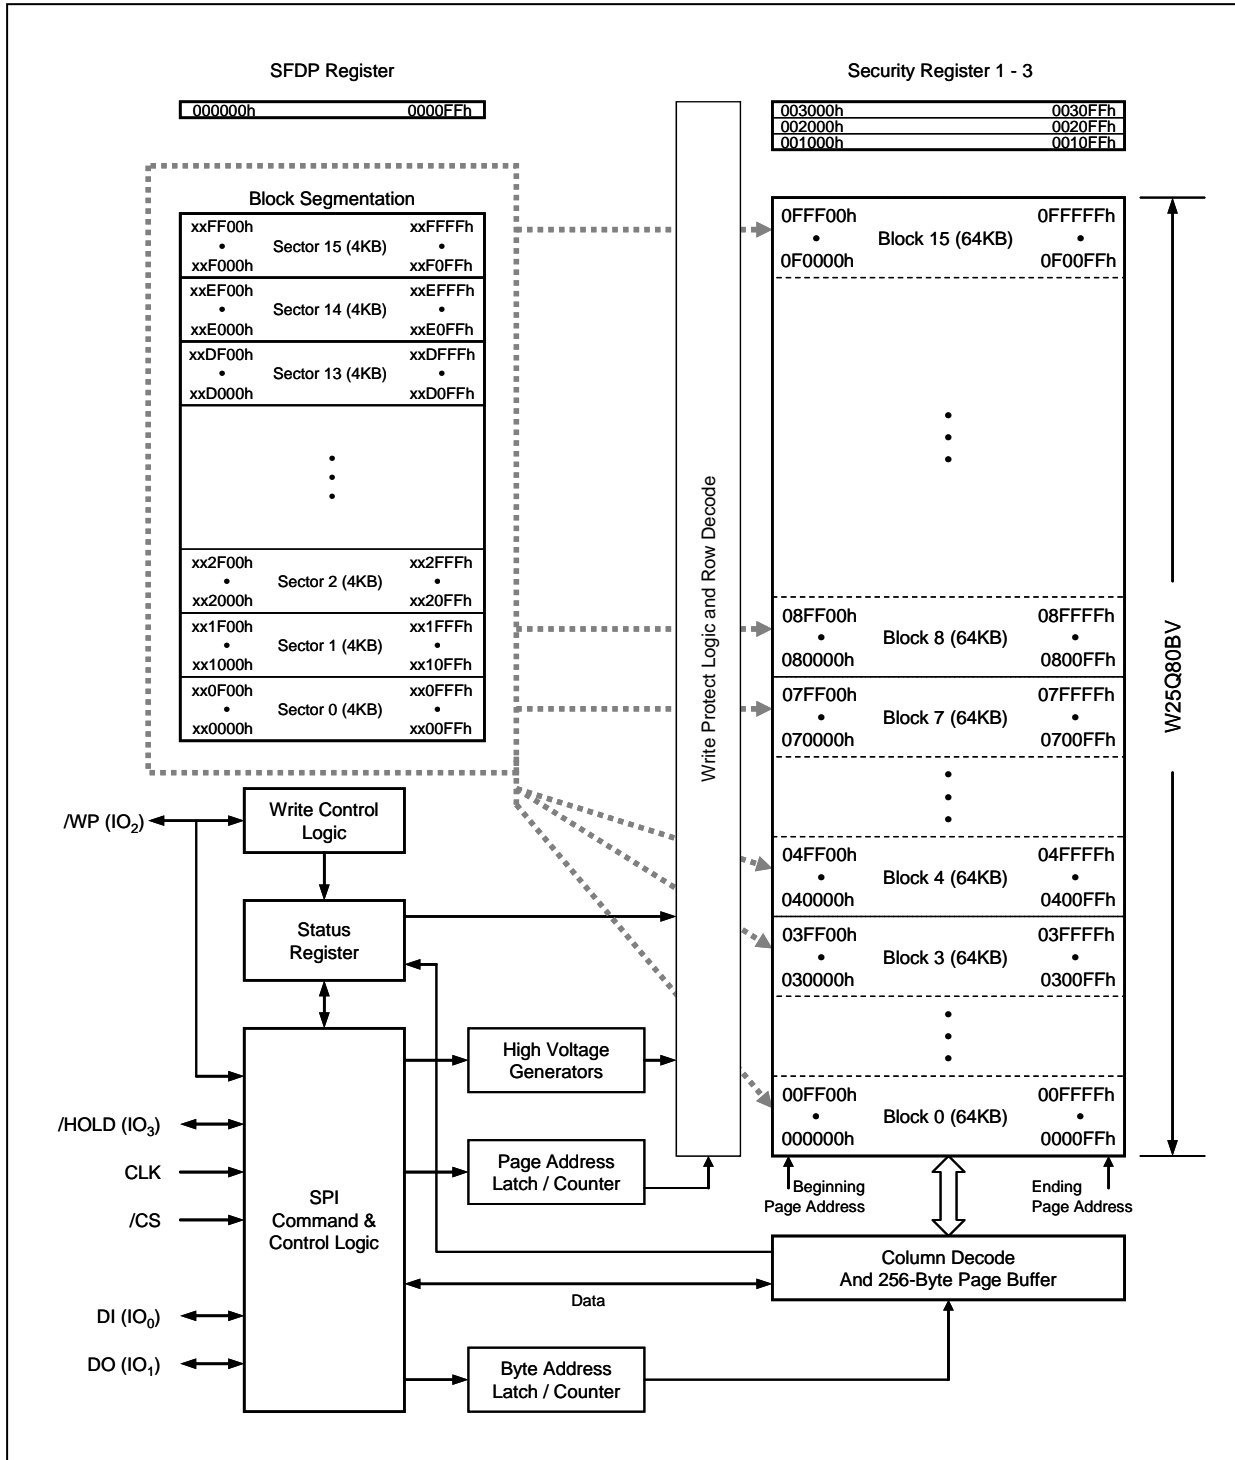 SFDP Register
000000h 0000FFh
Security Register 1 - 3
003000h 0030FFh
002000h 0020FFh
001000h 0010FFh
Block Segmentation
xxFF00h xxFFFFh
Sector 15 (4KB)
xxF000h xxF0FFh
xxEF00h xxEFFFh
Sector 14 (4KB)
xxE000h xxE0FFh
xxDF00h xxDFFFh
Sector 13 (4KB)
xxD000h xxD0FFh
xx2F00h xx2FFFh
Sector 2 (4KB)
xx2000h xx20FFh
xx1F00h xx1FFFh
Sector 1 (4KB)
xx1000h xx10FFh
xx0F00h xx0FFFh
Sector 0 (4KB)
xx0000h xx00FFh
Write Protect Logic and Row Decode
0FFF00h 0FFFFFh
Block 15 (64KB)
0F0000h 0F00FFh
08FF00h 08FFFFh
Block 8 (64KB)
080000h 0800FFh
07FF00h 07FFFFh
Block 7 (64KB)
070000h 0700FFh
04FF00h 04FFFFh
Block 4 (64KB)
040000h 0400FFh
03FF00h 03FFFFh
Block 3 (64KB)
030000h 0300FFh
00FF00h 00FFFFh
Block 0 (64KB)
000000h 0000FFh
W25Q80BV
Beginning
Page Address
Ending
Page Address
/WP (IO2)
Write Control
Logic
Status
Register
High Voltage
Generators
/HOLD (IO3)
CLK
/CS
DI (IO0)
DO (IO1)
SPI
Command &
Control Logic
Page Address
Latch / Counter
Column Decode
And 256-Byte Page Buffer
Data
Byte Address
Latch / Counter